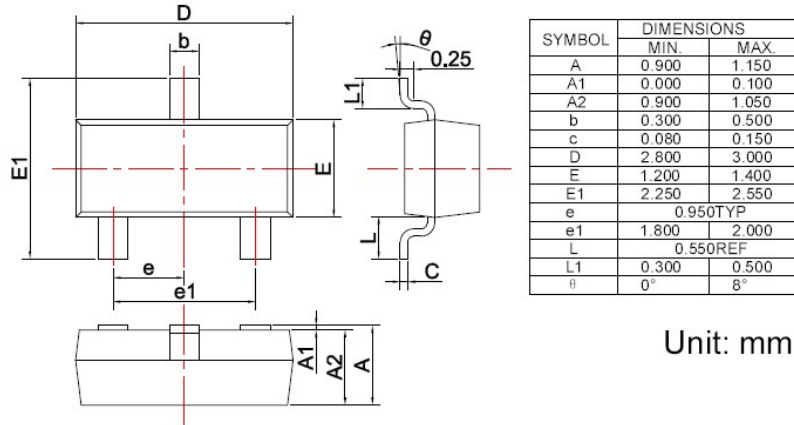 D
b
θ
0.25
L1
E1
E
L
C
e
e1
A1
A2
A
SYMBOL DIMENSIONS
MIN. MAX.
A 0.900 1.150
A1 0.000 0.100
A2 0.900 1.050
b 0.300 0.500
c 0.080 0.150
D 2.800 3.000
E 1.200 1.400
E1 2.250 2.550
e 0.950TYP
e1 1.800 2.000
L 0.550REF
L1 0.300 0.500
θ 0° 8°
Unit: mm